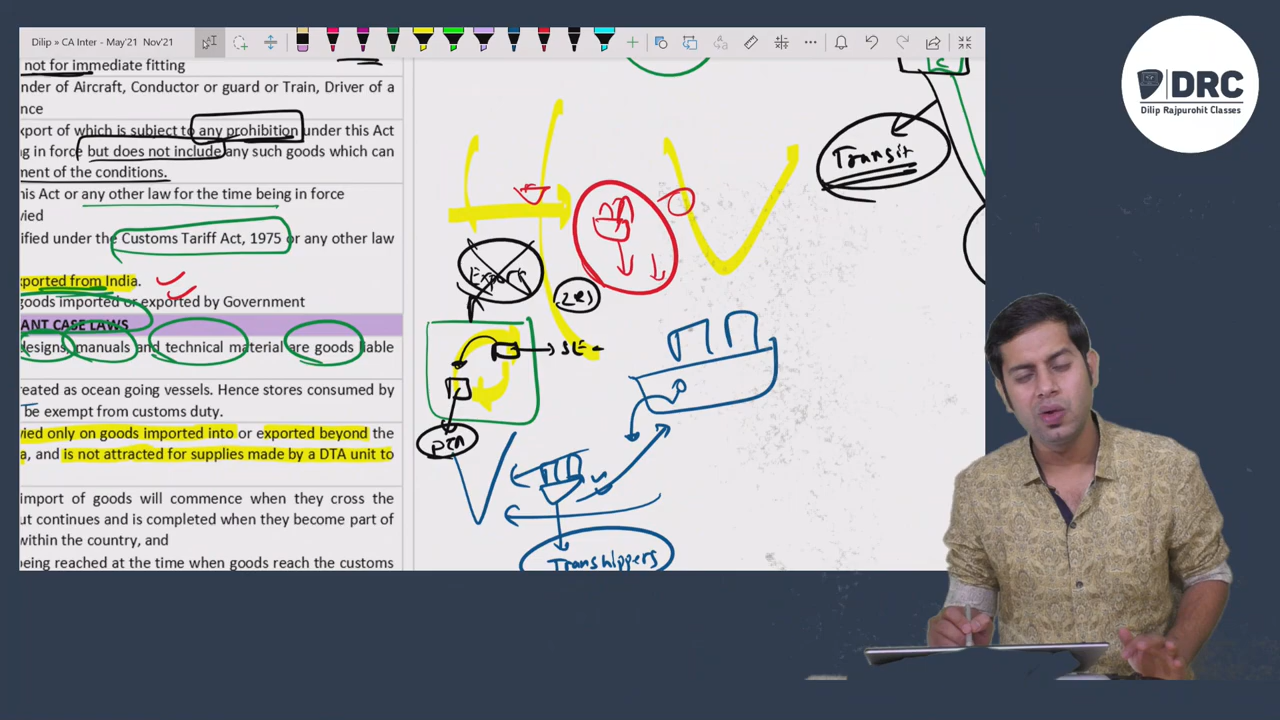 Dilip » CA Inter - May'21 Nov'21
not for immediate fitting
nder of Aircraft, Conductor or guard or Train, Driver of a
nce
export of which is subject to any prohibition under this Act
g in force but does not include any such goods which can
ment of the conditions.
his Act or any other law for the time being in force
vied
ified under the Customs Tariff Act, 1975 or any other law
xported from India.
goods imported or exported by Government
ANT CASE LAWS
designs, manuals and technical material are goods liable
reated as ocean going vessels. Hence stores consumed by
be exempt from customs duty.
vied only on goods imported into or exported beyond the
a, and is not attracted for supplies made by a DTA unit to
import of goods will commence when they cross the
ut continues and is completed when they become part of
within the country, and
being reached at the time when goods reach the customs
Transit
Export
Transhippers
DRC
Dilip Rajpurohit Classes